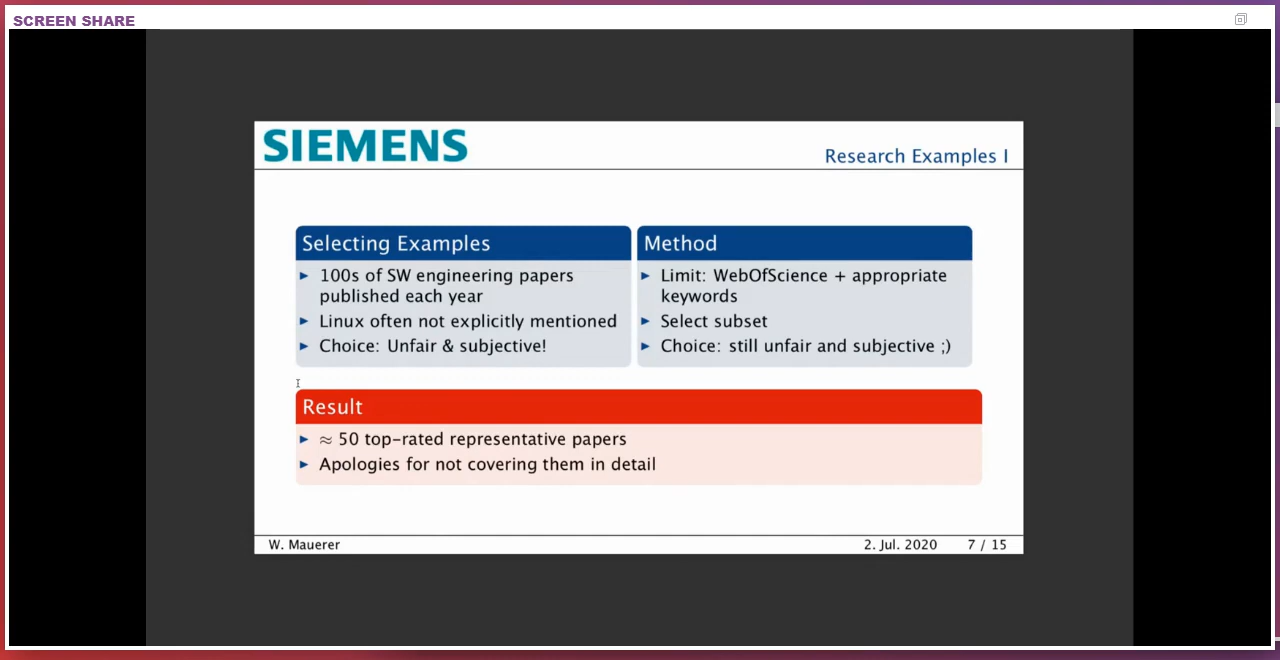 SCREEN SHARE
SIEMENS
Research Examples I
Selecting Examples
▶ 100s of SW engineering papers
published each year
▶ Linux often not explicitly mentioned
▶ Choice: Unfair & subjective!
Method
▶ Limit: WebOfScience + appropriate
keywords
▶ Select subset
▶ Choice: still unfair and subjective ;)
Result
▶ ≈ 50 top-rated representative papers
▶ Apologies for not covering them in detail
W. Mauerer
2. Jul. 2020
7 / 15